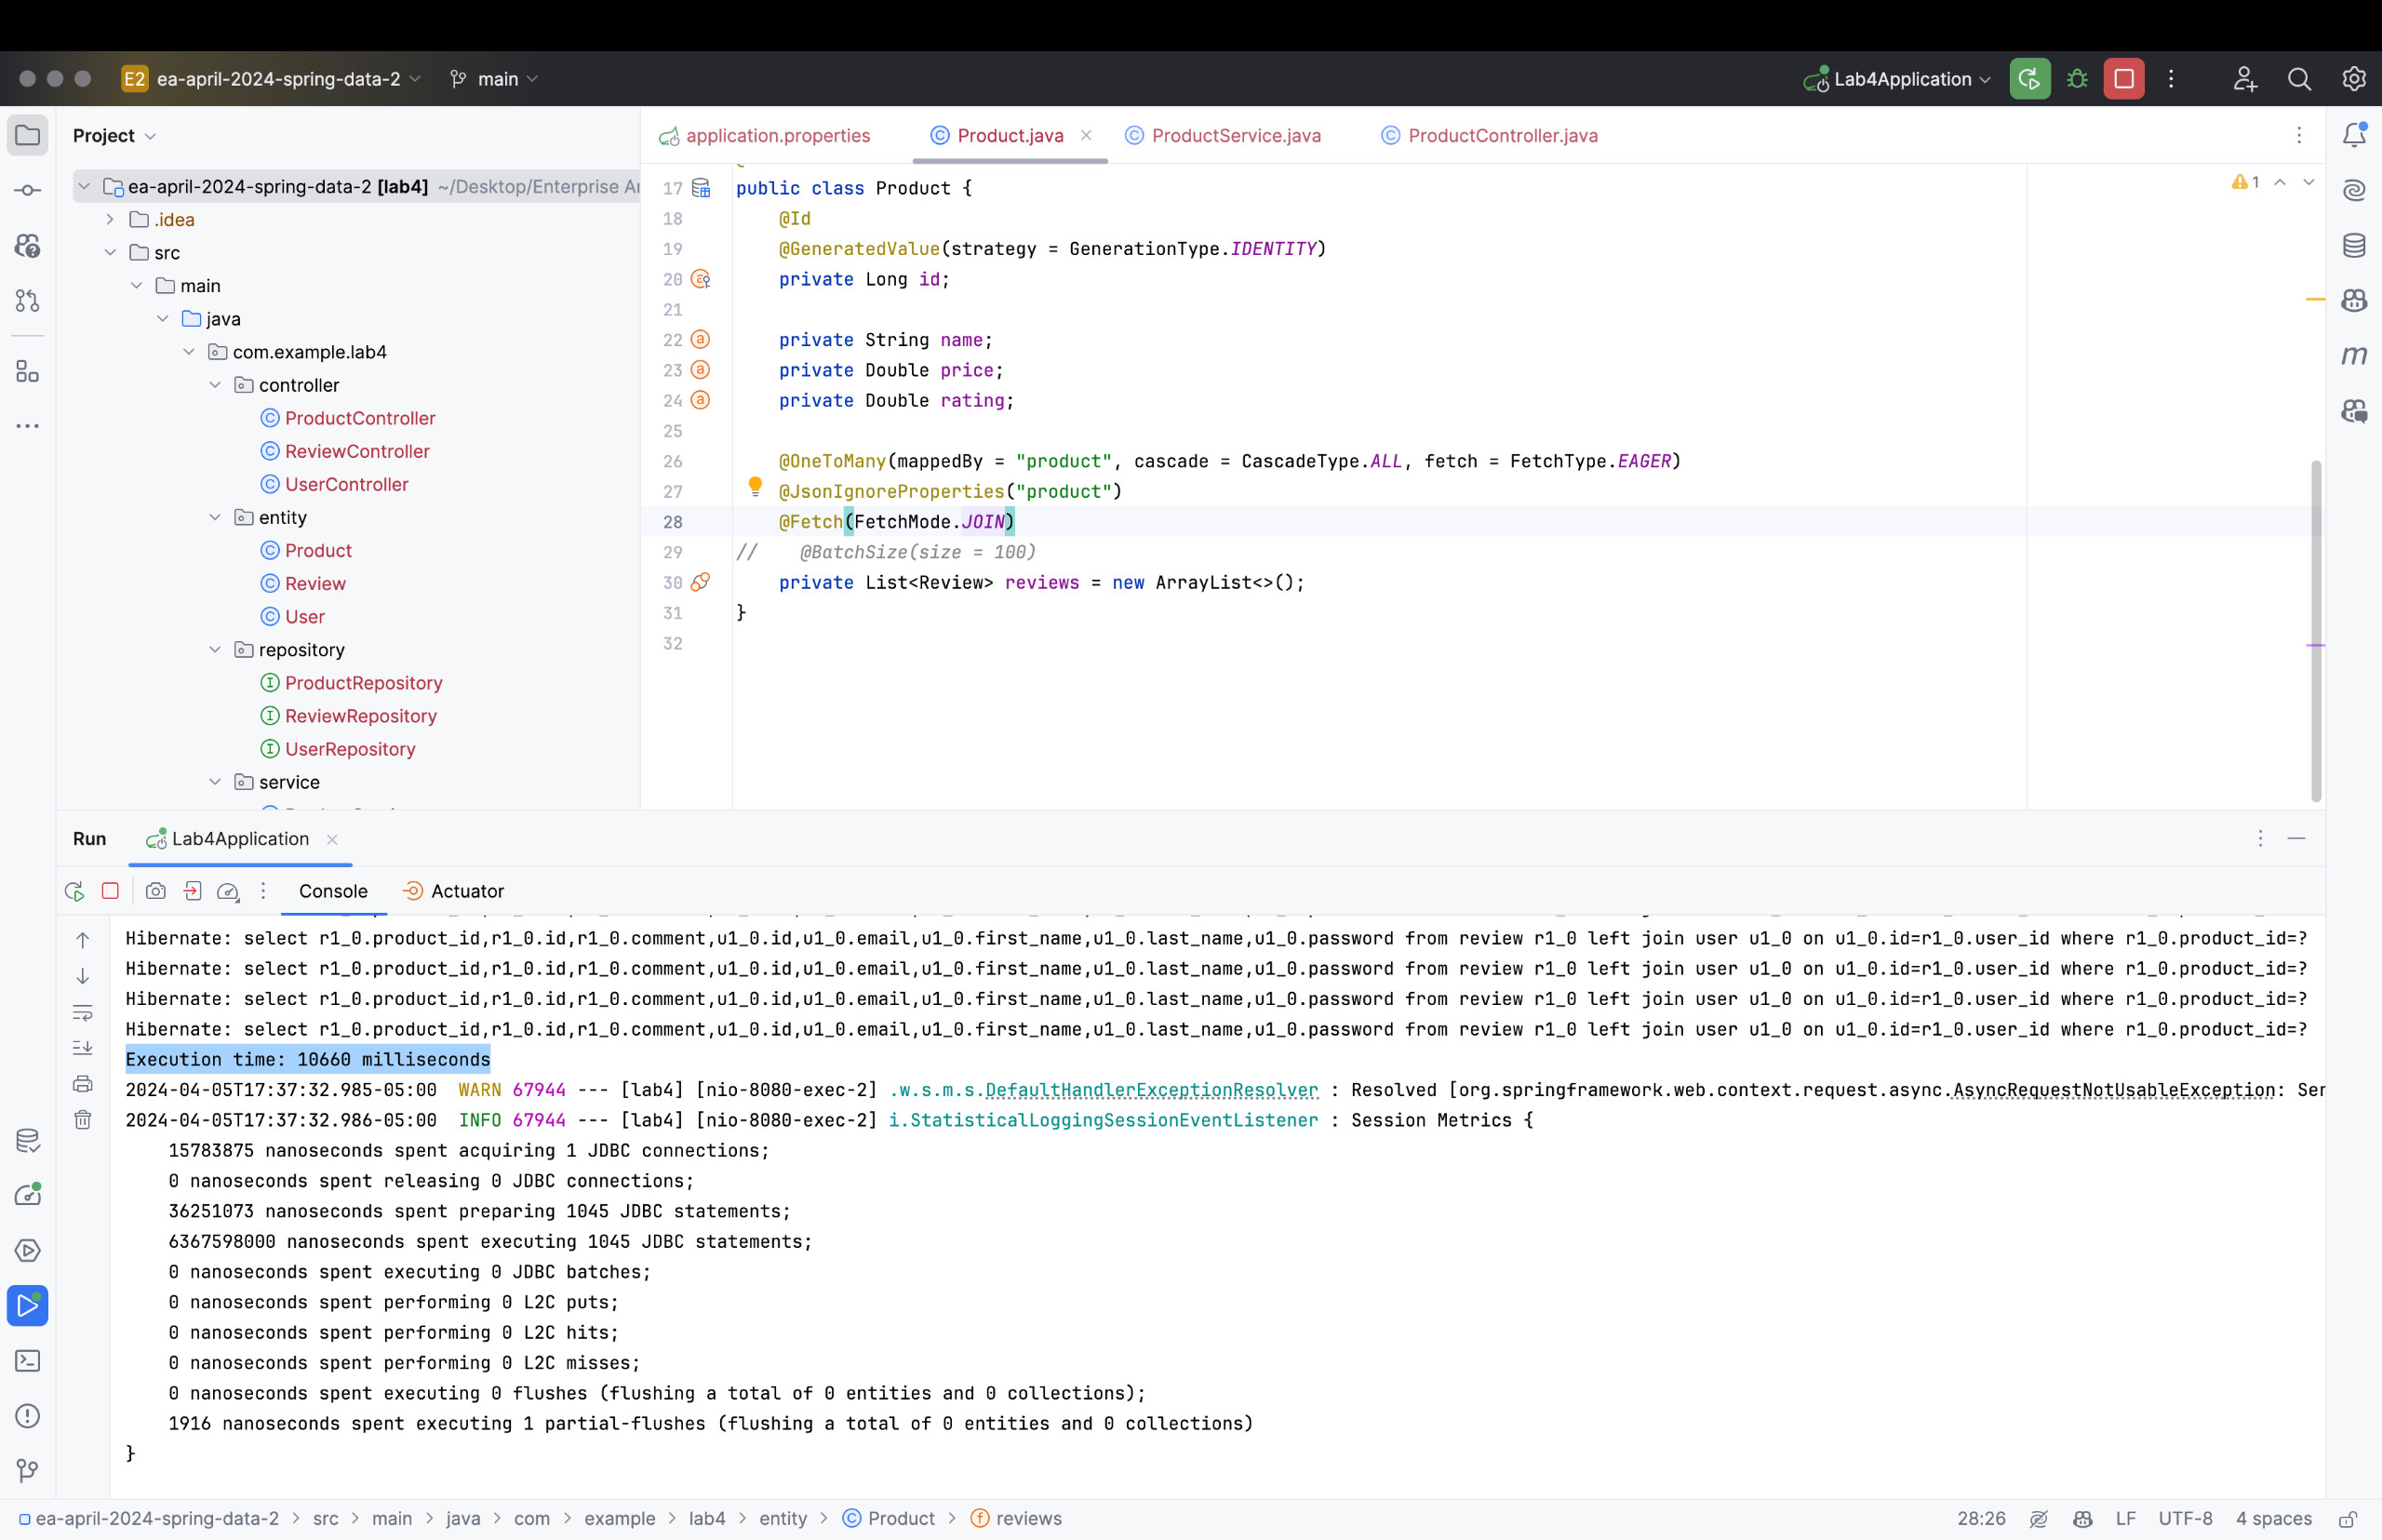 E2 ea-april-2024-spring-data-2 main Lab4Application
Project
application.properties Product.java ProductService.java ProductController.java
ea-april-2024-spring-data-2 [lab4] ~/Desktop/Enterprise
.idea
src
main
java
com.example.lab4
controller
ProductController
ReviewController
UserController
entity
Product
Review
User
repository
ProductRepository
ReviewRepository
UserRepository
service
1
17 public class Product {
18 @Id
19 @GeneratedValue(strategy = GenerationType.IDENTITY)
20 private Long id;
21
22 private String name;
23 private Double price;
24 private Double rating;
25
26 @OneToMany(mappedBy = "product", cascade = CascadeType.ALL, fetch = FetchType.EAGER)
27 @JsonIgnoreProperties("product")
28 @Fetch(FetchMode.JOIN)
29 // @BatchSize(size = 100)
30 private List<Review> reviews = new ArrayList<>();
31 }
32
Run Lab4Application
Console Actuator
Hibernate: select r1_0.product_id,r1_0.id,r1_0.comment,u1_0.id,u1_0.email,u1_0.first_name,u1_0.last_name,u1_0.password from review r1_0 left join user u1_0 on u1_0.id=r1_0.user_id where r1_0.product_id=?
Hibernate: select r1_0.product_id,r1_0.id,r1_0.comment,u1_0.id,u1_0.email,u1_0.first_name,u1_0.last_name,u1_0.password from review r1_0 left join user u1_0 on u1_0.id=r1_0.user_id where r1_0.product_id=?
Hibernate: select r1_0.product_id,r1_0.id,r1_0.comment,u1_0.id,u1_0.email,u1_0.first_name,u1_0.last_name,u1_0.password from review r1_0 left join user u1_0 on u1_0.id=r1_0.user_id where r1_0.product_id=?
Hibernate: select r1_0.product_id,r1_0.id,r1_0.comment,u1_0.id,u1_0.email,u1_0.first_name,u1_0.last_name,u1_0.password from review r1_0 left join user u1_0 on u1_0.id=r1_0.user_id where r1_0.product_id=?
Execution time: 10660 milliseconds
2024-04-05T17:37:32.985-05:00 WARN 67944 --- [lab4] [nio-8080-exec-2] .w.s.m.s.DefaultHandlerExceptionResolver : Resolved [org.springframework.web.context.request.async.AsyncRequestNotUsableException: Ser
2024-04-05T17:37:32.986-05:00 INFO 67944 --- [lab4] [nio-8080-exec-2] i.StatisticalLoggingSessionEventListener : Session Metrics {
15783875 nanoseconds spent acquiring 1 JDBC connections;
0 nanoseconds spent releasing 0 JDBC connections;
36251073 nanoseconds spent preparing 1045 JDBC statements;
6367598000 nanoseconds spent executing 1045 JDBC statements;
0 nanoseconds spent executing 0 JDBC batches;
0 nanoseconds spent performing 0 L2C puts;
0 nanoseconds spent performing 0 L2C hits;
0 nanoseconds spent performing 0 L2C misses;
0 nanoseconds spent executing 0 flushes (flushing a total of 0 entities and 0 collections);
1916 nanoseconds spent executing 1 partial-flushes (flushing a total of 0 entities and 0 collections)
}
ea-april-2024-spring-data-2 > src > main > java > com > example > lab4 > entity > Product > reviews 28:26 LF UTF-8 4 spaces